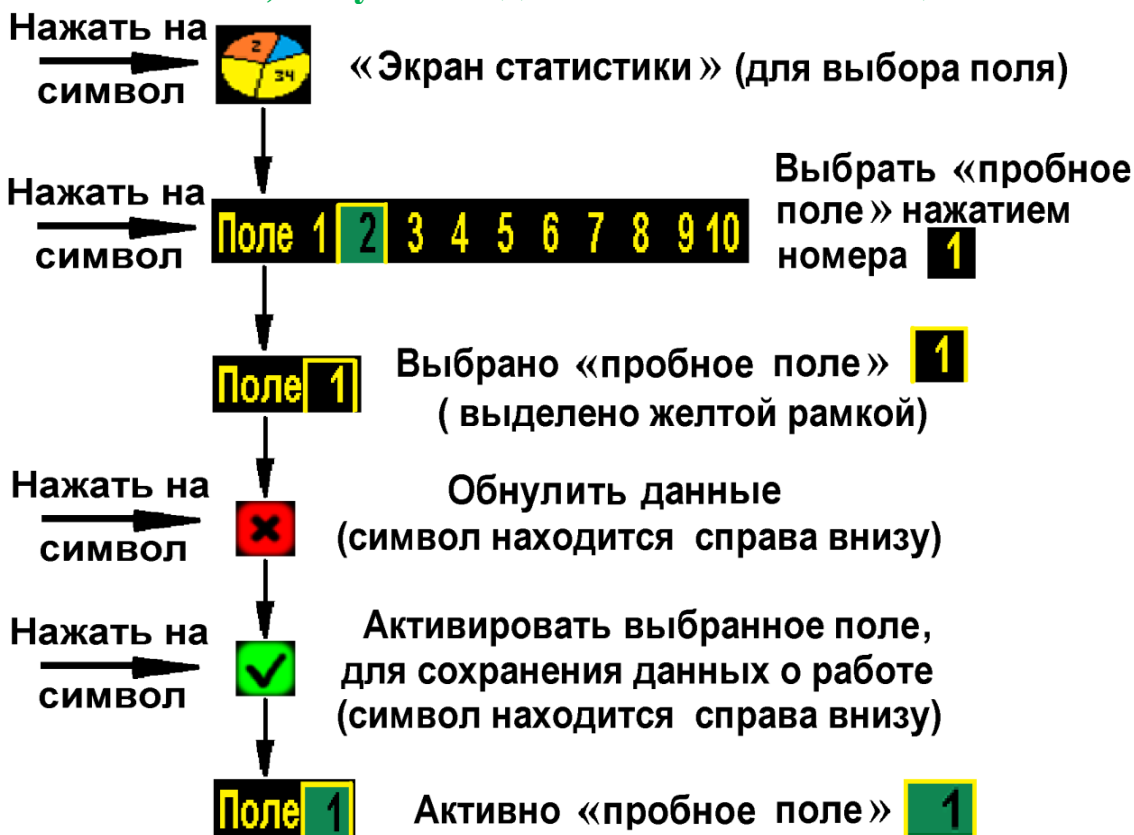 Нажать на
символ
2
34
«Экран статистики» (для выбора поля)
Нажать на
символ
Поле 1 2 3 4 5 6 7 8 9 10
Выбрать «пробное
поле» нажатием
номера 1
Поле 1
Выбрано «пробное поле» 1
( выделено желтой рамкой)
Нажать на
символ
Обнулить данные
(символ находится справа внизу)
Нажать на
символ
Активировать выбранное поле,
для сохранения данных о работе
(символ находится справа внизу)
Поле 1
Активно «пробное поле» 1